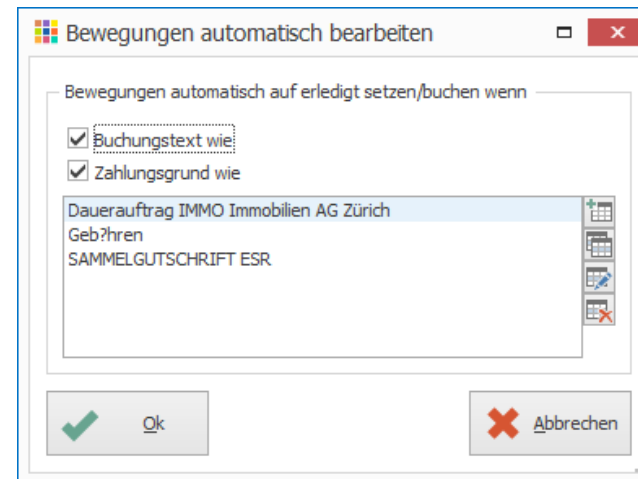 Bewegungen automatisch bearbeiten
Bewegungen automatisch auf erledigt setzen/buchen wenn
Buchungstext wie
Zahlungsgrund wie
Dauerauftrag IMMO Immobilien AG Zürich
Geb?hren
SAMMELGUTSCHRIFT ESR
Ok
Abbrechen